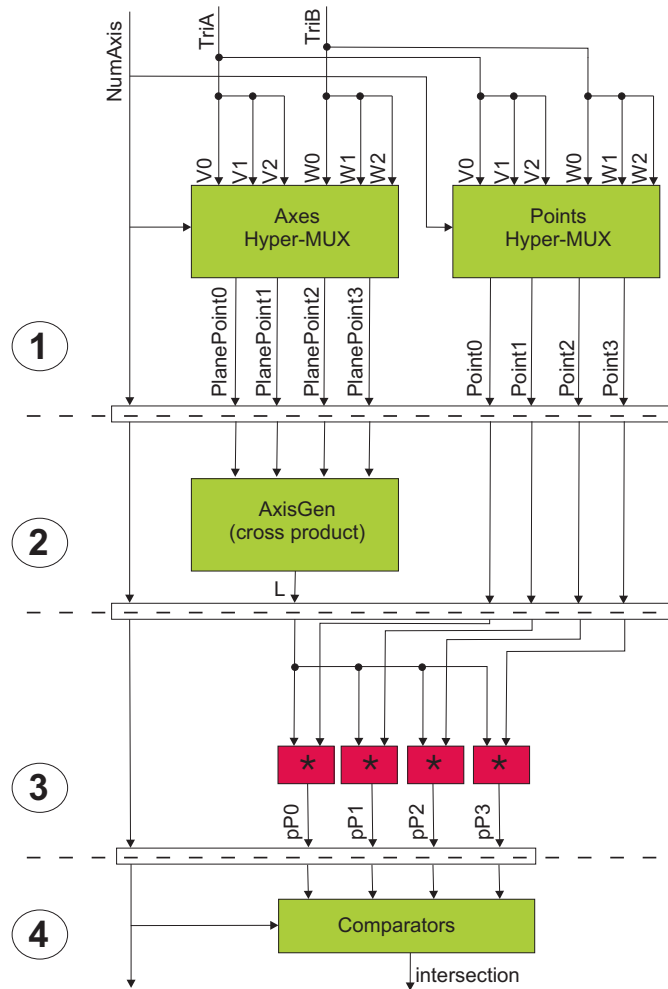 NumAxis
TriA
TriB
V0
V1
V2
W0
W1
W2
V0
V1
V2
W0
W1
W2
Axes
Hyper-MUX
Points
Hyper-MUX
1
PlanePoint0
PlanePoint1
PlanePoint2
PlanePoint3
Point0
Point1
Point2
Point3
2
AxisGen
(cross product)
L
3
*
*
*
*
pP0
pP1
pP2
pP3
4
Comparators
intersection